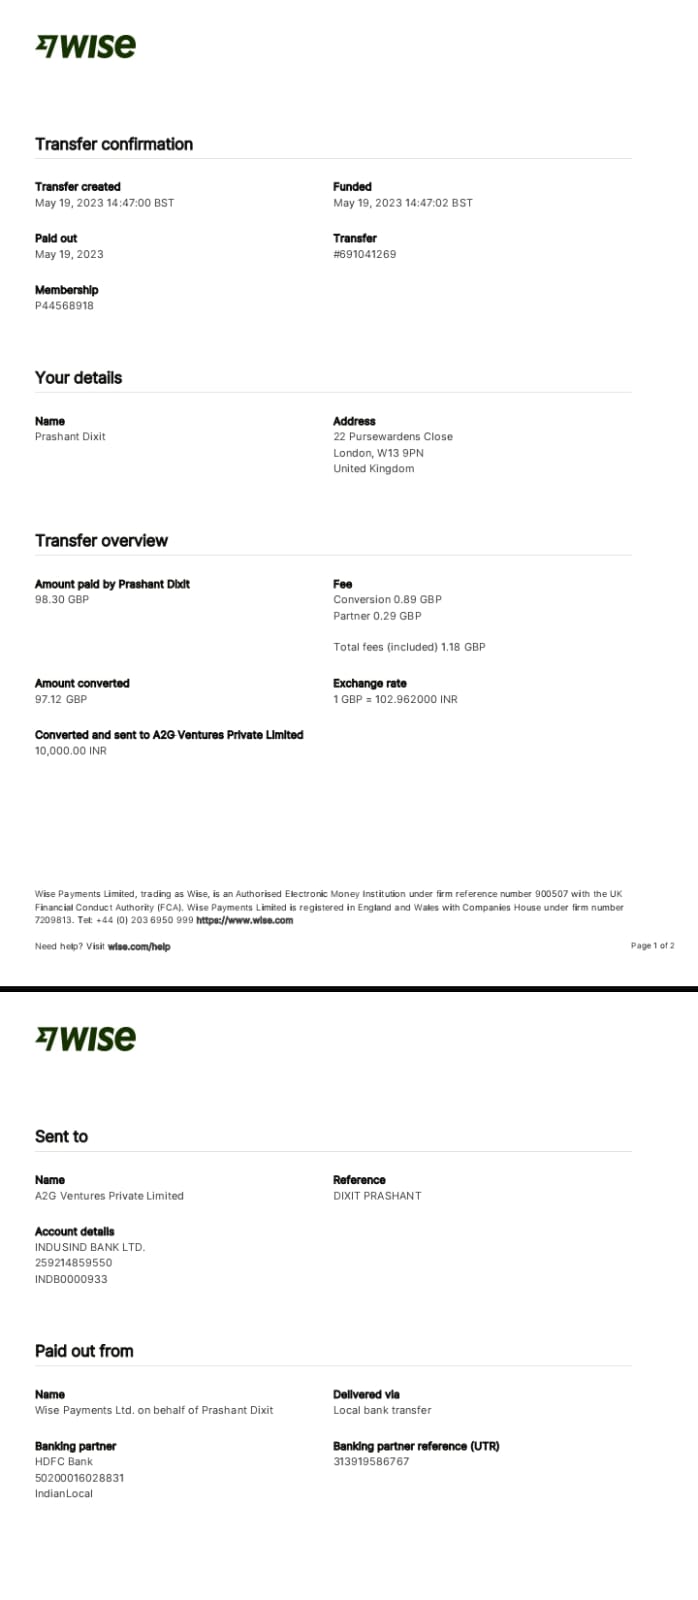 wise
Transfer confirmation
Transfer created
May 19, 2023 14:47:00 BST
Funded
May 19, 2023 14:47:02 BST
Paid out
May 19, 2023
Transfer
#691041269
Membership
P44568918
Your details
Name
Prashant Dixit
Address
22 Pursewardens Close
London, W13 9PN
United Kingdom
Transfer overview
Amount paid by Prashant Dixit
98.30 GBP
Fee
Conversion 0.89 GBP
Partner 0.29 GBP
Total fees (included) 1.18 GBP
Amount converted
97.12 GBP
Exchange rate
1 GBP = 102.962000 INR
Converted and sent to A2G Ventures Private Limited
10,000.00 INR
Wise Payments Limited, trading as Wise, is an Authorised Electronic Money Institution under firm reference number 900507 with the UK
Financial Conduct Authority (FCA). Wise Payments Limited is registered in England and Wales with Companies House under firm number
7209813. Tel: +44 (0) 203 6950 999 https://www.wise.com
Need help? Visit wise.com/help
Page 1 of 2
wise
Sent to
Name
A2G Ventures Private Limited
Reference
DIXIT PRASHANT
Account details
INDUSIND BANK LTD.
259214859550
INDB0000933
Paid out from
Name
Wise Payments Ltd. on behalf of Prashant Dixit
Delivered via
Local bank transfer
Banking partner
HDFC Bank
50200016028831
IndianLocal
Banking partner reference (UTR)
313919586767